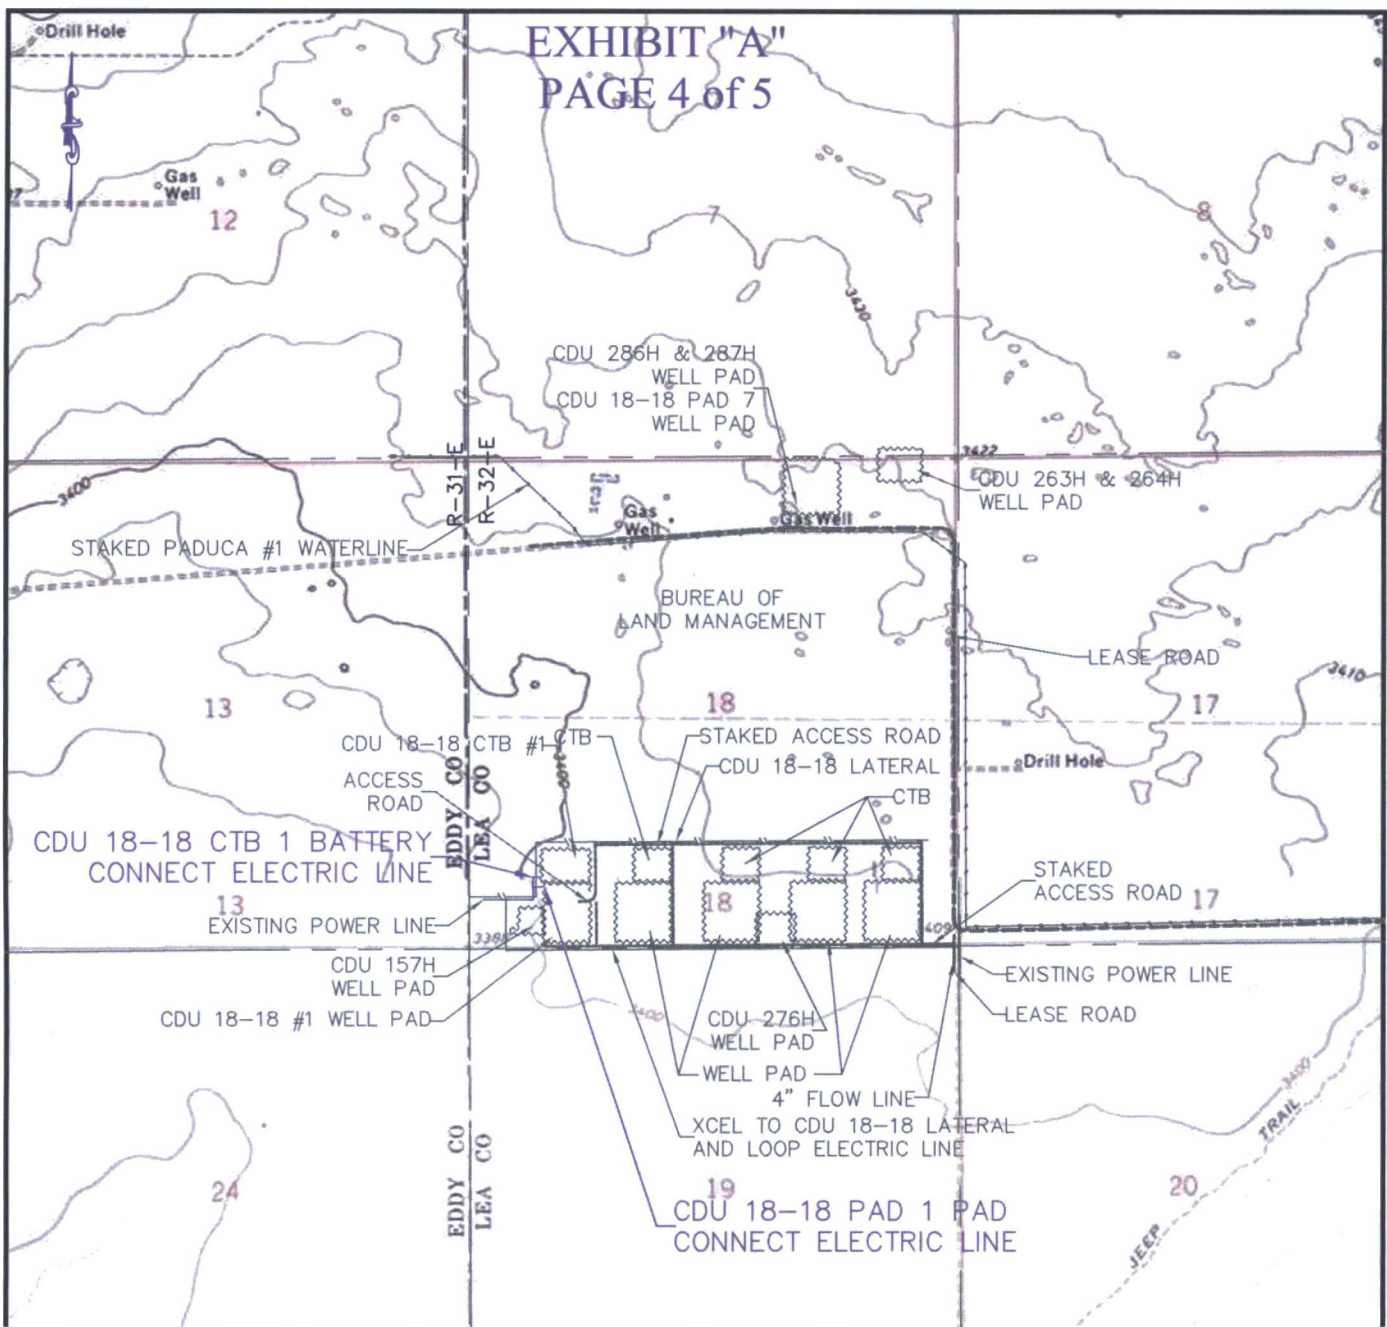 EXHIBIT "A"
PAGE 4 of 5
Drill Hole
Gas
Well
12
7
8
3430
CDU 286H & 287H
WELL PAD
CDU 18-18 PAD 7
WELL PAD
3422
CDU 263H & 264H
WELL PAD
3400
R-31-E
R-32-E
Gas
Well
Gas Well
STAKED PADUCA #1 WATERLINE
BUREAU OF
LAND MANAGEMENT
LEASE ROAD
3410
13
18
17
CDU 18-18 CTB #1
CTB
STAKED ACCESS ROAD
CDU 18-18 LATERAL
ACCESS
ROAD
3400
Drill Hole
CTB
EDDY CO
LEA CO
CDU 18-18 CTB 1 BATTERY
CONNECT ELECTRIC LINE
STAKED
ACCESS ROAD
13
18
17
EXISTING POWER LINE
409
CDU 157H
WELL PAD
EXISTING POWER LINE
CDU 18-18 #1 WELL PAD
3400
CDU 276H
WELL PAD
LEASE ROAD
WELL PAD
4" FLOW LINE
3400
XCEL TO CDU 18-18 LATERAL
AND LOOP ELECTRIC LINE
EDDY CO
LEA CO
TRAIL
24
19
20
CDU 18-18 PAD 1 PAD
CONNECT ELECTRIC LINE
JEEP